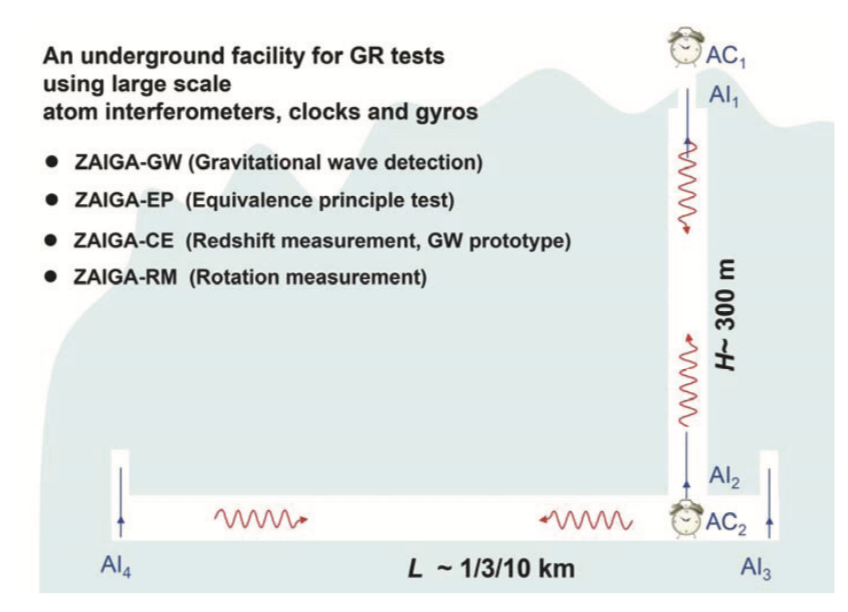 An underground facility for GR tests
using large scale
atom interferometers, clocks and gyros
● ZAIGA-GW (Gravitational wave detection)
● ZAIGA-EP (Equivalence principle test)
● ZAIGA-CE (Redshift measurement, GW prototype)
● ZAIGA-RM (Rotation measurement)
AC₁
AI₁
H~ 300 m
AI₂
AC₂
AI₄
L ~ 1/3/10 km
AI₃